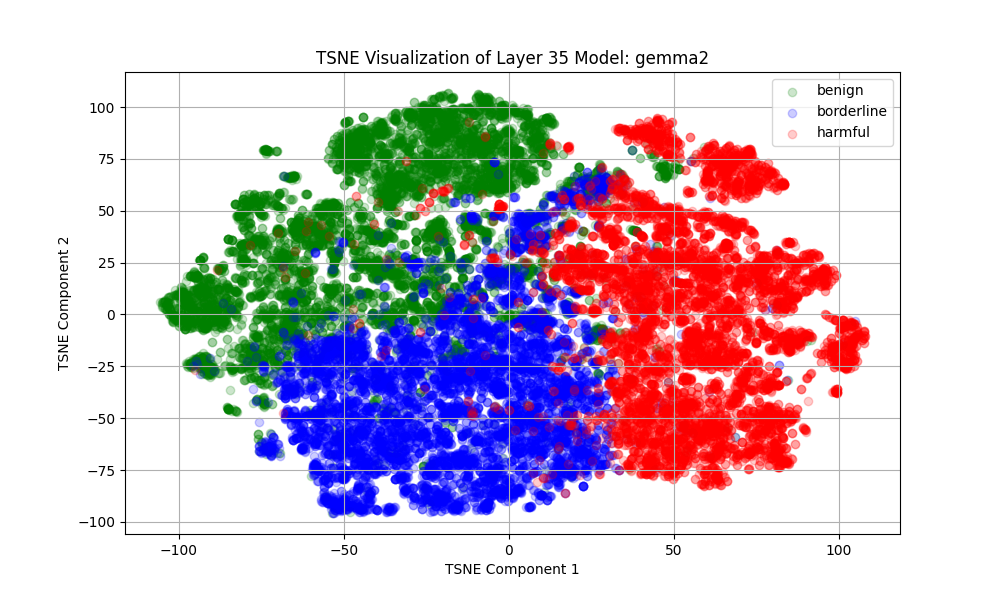 TSNE Visualization of Layer 35 Model: gemma2
benign
borderline
harmful
100
75
50
25
0
−25
−50
−75
−100
TSNE Component 2
−100
−50
0
50
100
TSNE Component 1